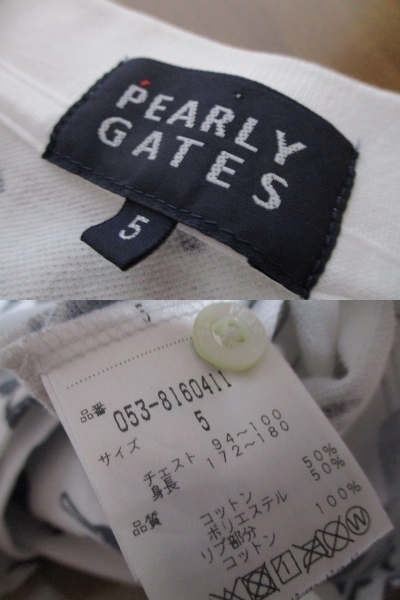 PEARLY
GATES
5
品番 053-8160411
サイズ 5
チェスト 94~100
身長 172~180
品質 コットン 50%
ポリエステル 50%
リブ部分
コットン 100%